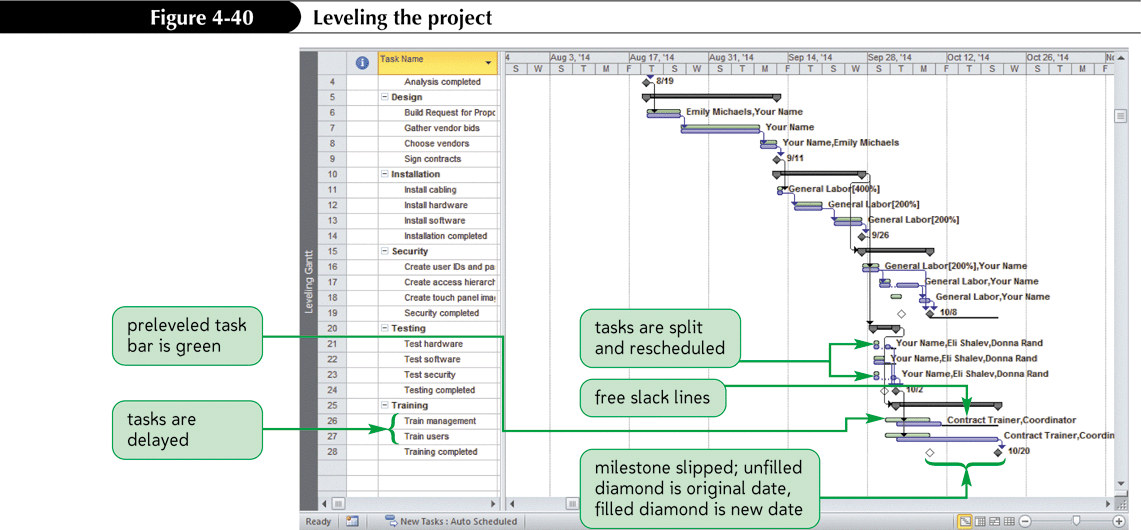 Figure 4-40 Leveling the project
4 Aug 3, '14 Aug 17, '14 Aug 31, '14 Sep 14, '14 Sep 28, '14 Oct 12, '14 Oct 26, '14
Task Name
S W S T M F T S W S T M F T S W S T M F T S W S T M F
4 Analysis completed 8/19
5 Design
6 Build Request for Propo Emily Michaels,Your Name
7 Gather vendor bids Your Name
8 Choose vendors Your Name,Emily Michaels
9 Sign contracts 9/11
10 Installation
11 Install cabling General Labor[400%]
12 Install hardware General Labor[200%]
13 Install software General Labor[200%]
14 Installation completed 9/26
15 Security
16 Create user IDs and pa General Labor[200%],Your Name
17 Create access hierarch General Labor,Your Name
18 Create touch panel imag General Labor,Your Name
19 Security completed 10/8
20 Testing
21 Test hardware Your Name,Eli Shalev,Donna Rand
22 Test software Your Name,Eli Shalev,Donna Rand
23 Test security Your Name,Eli Shalev,Donna Rand
24 Testing completed 10/2
25 Training
26 Train management Contract Trainer,Coordinator
27 Train users Contract Trainer,Coordin
28 Training completed 10/20
Leveling Gantt
preleveled task
bar is green
tasks are
delayed
tasks are split
and rescheduled
free slack lines
milestone slipped; unfilled
diamond is original date,
filled diamond is new date
Ready New Tasks : Auto Scheduled